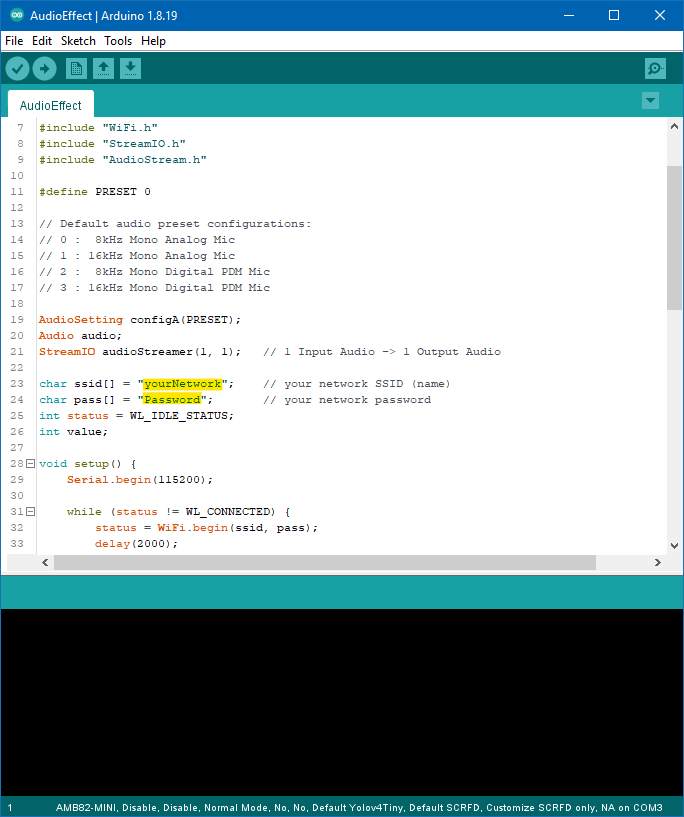 AudioEffect | Arduino 1.8.19
File Edit Sketch Tools Help
AudioEffect
7 #include "WiFi.h"
8 #include "StreamIO.h"
9 #include "AudioStream.h"
10
11 #define PRESET 0
12
13 // Default audio preset configurations:
14 // 0 :  8kHz Mono Analog Mic
15 // 1 : 16kHz Mono Analog Mic
16 // 2 :  8kHz Mono Digital PDM Mic
17 // 3 : 16kHz Mono Digital PDM Mic
18
19 AudioSetting configA(PRESET);
20 Audio audio;
21 StreamIO audioStreamer(1, 1);   // 1 Input Audio -> 1 Output Audio
22
23 char ssid[] = "yourNetwork";    // your network SSID (name)
24 char pass[] = "Password";       // your network password
25 int status = WL_IDLE_STATUS;
26 int value;
27
28 void setup() {
29     Serial.begin(115200);
30
31     while (status != WL_CONNECTED) {
32         status = WiFi.begin(ssid, pass);
33         delay(2000);
1 AMB82-MINI, Disable, Disable, Normal Mode, No, No, Default Yolov4Tiny, Default SCRFD, Customize SCRFD only, NA on COM3